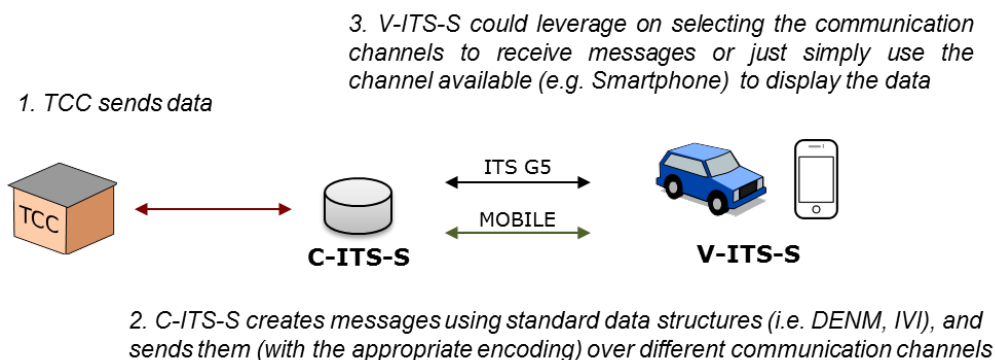 3. V-ITS-S could leverage on selecting the communication
channels to receive messages or just simply use the
channel available (e.g. Smartphone) to display the data
1. TCC sends data
TCC
ITS G5
MOBILE
C-ITS-S
V-ITS-S
2. C-ITS-S creates messages using standard data structures (i.e. DENM, IVI), and
sends them (with the appropriate encoding) over different communication channels